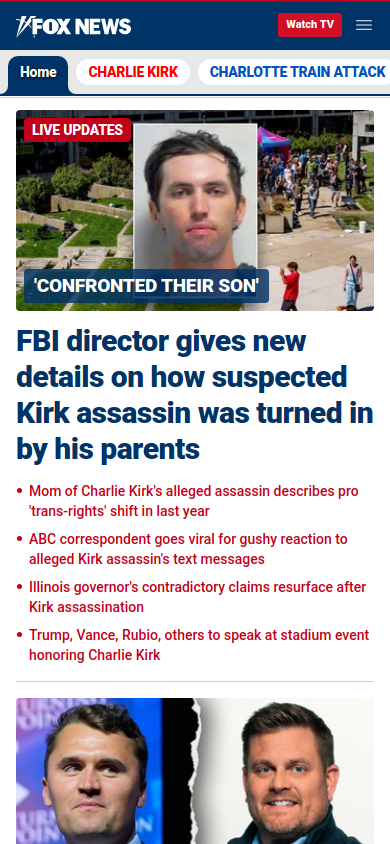 FOX NEWS
Watch TV
Home
CHARLIE KIRK
CHARLOTTE TRAIN ATTACK
LIVE UPDATES
'CONFRONTED THEIR SON'
FBI director gives new
details on how suspected
Kirk assassin was turned in
by his parents
Mom of Charlie Kirk's alleged assassin describes pro
'trans-rights' shift in last year
ABC correspondent goes viral for gushy reaction to
alleged Kirk assassin's text messages
Illinois governor's contradictory claims resurface after
Kirk assassination
Trump, Vance, Rubio, others to speak at stadium event
honoring Charlie Kirk